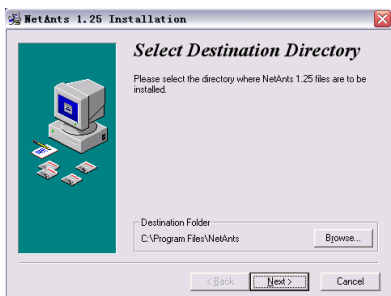 NetAnts 1.25 Installation
Select Destination Directory
Please select the directory where NetAnts 1.25 files are to be
installed.
Destination Folder
C:\Program Files\NetAnts
Browse...
< Back
Next >
Cancel